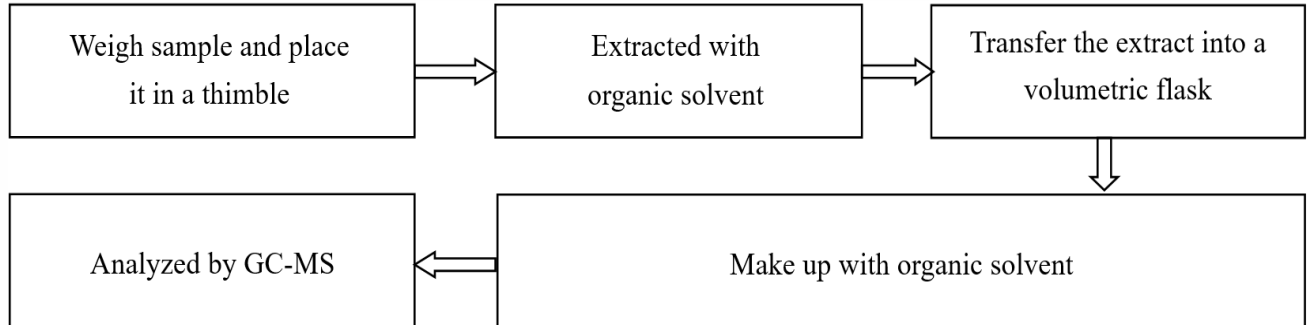 Weigh sample and place
it in a thimble
Extracted with
organic solvent
Transfer the extract into a
volumetric flask
Make up with organic solvent
Analyzed by GC-MS